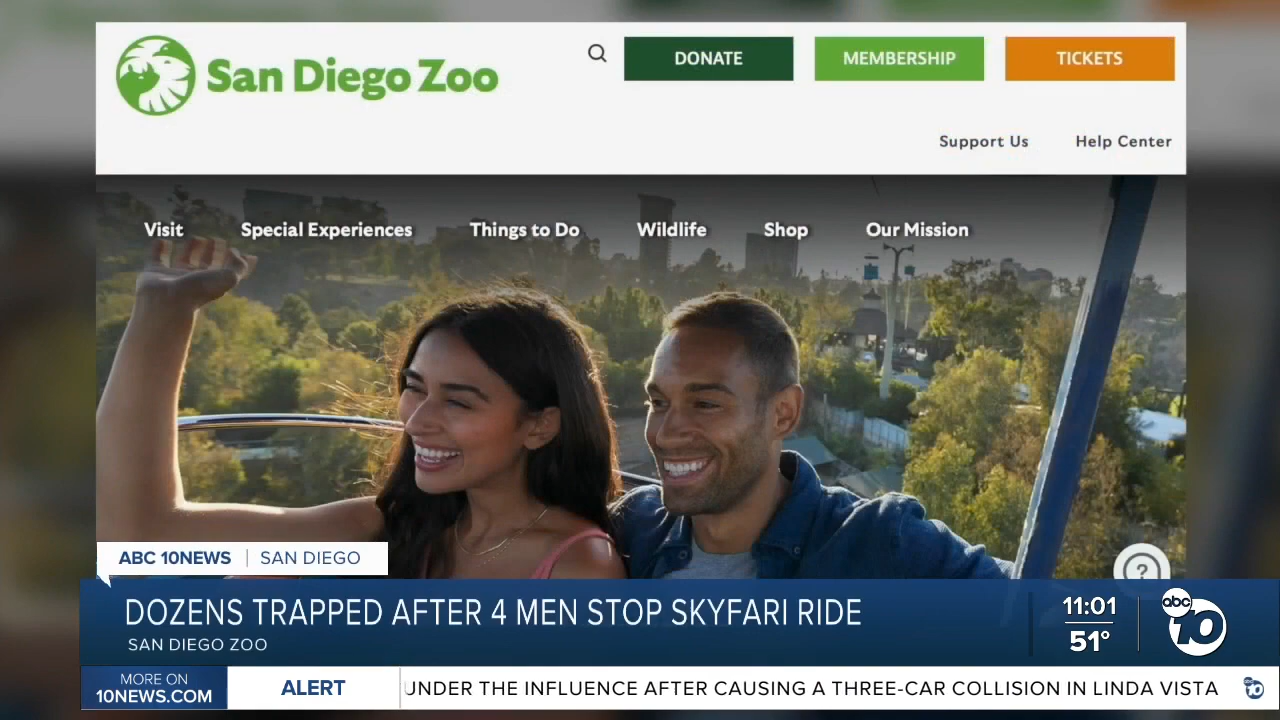 San Diego Zoo
DONATE
MEMBERSHIP
TICKETS
Support Us
Help Center
Visit
Special Experiences
Things to Do
Wildlife
Shop
Our Mission
?
ABC 10NEWS | SAN DIEGO
DOZENS TRAPPED AFTER 4 MEN STOP SKYFARI RIDE
SAN DIEGO ZOO
11:01
51°
abc
10
MORE ON
10NEWS.COM
ALERT
UNDER THE INFLUENCE AFTER CAUSING A THREE-CAR COLLISION IN LINDA VISTA